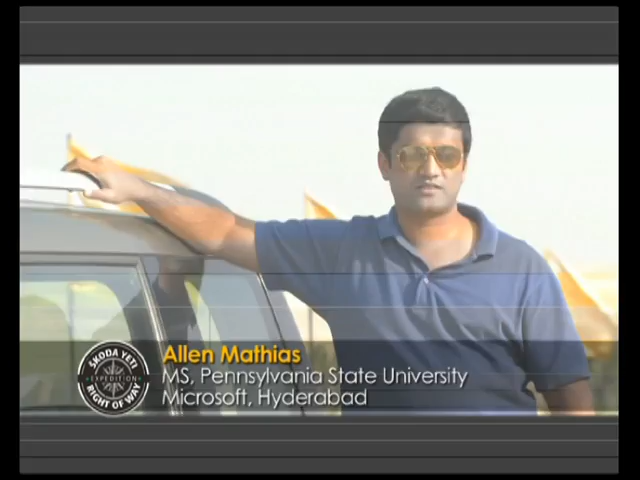 Allen Mathias
MS, Pennsylvania State University
Microsoft, Hyderabad
SKODA YETI
EXPEDITION
RIGHT OF WAY